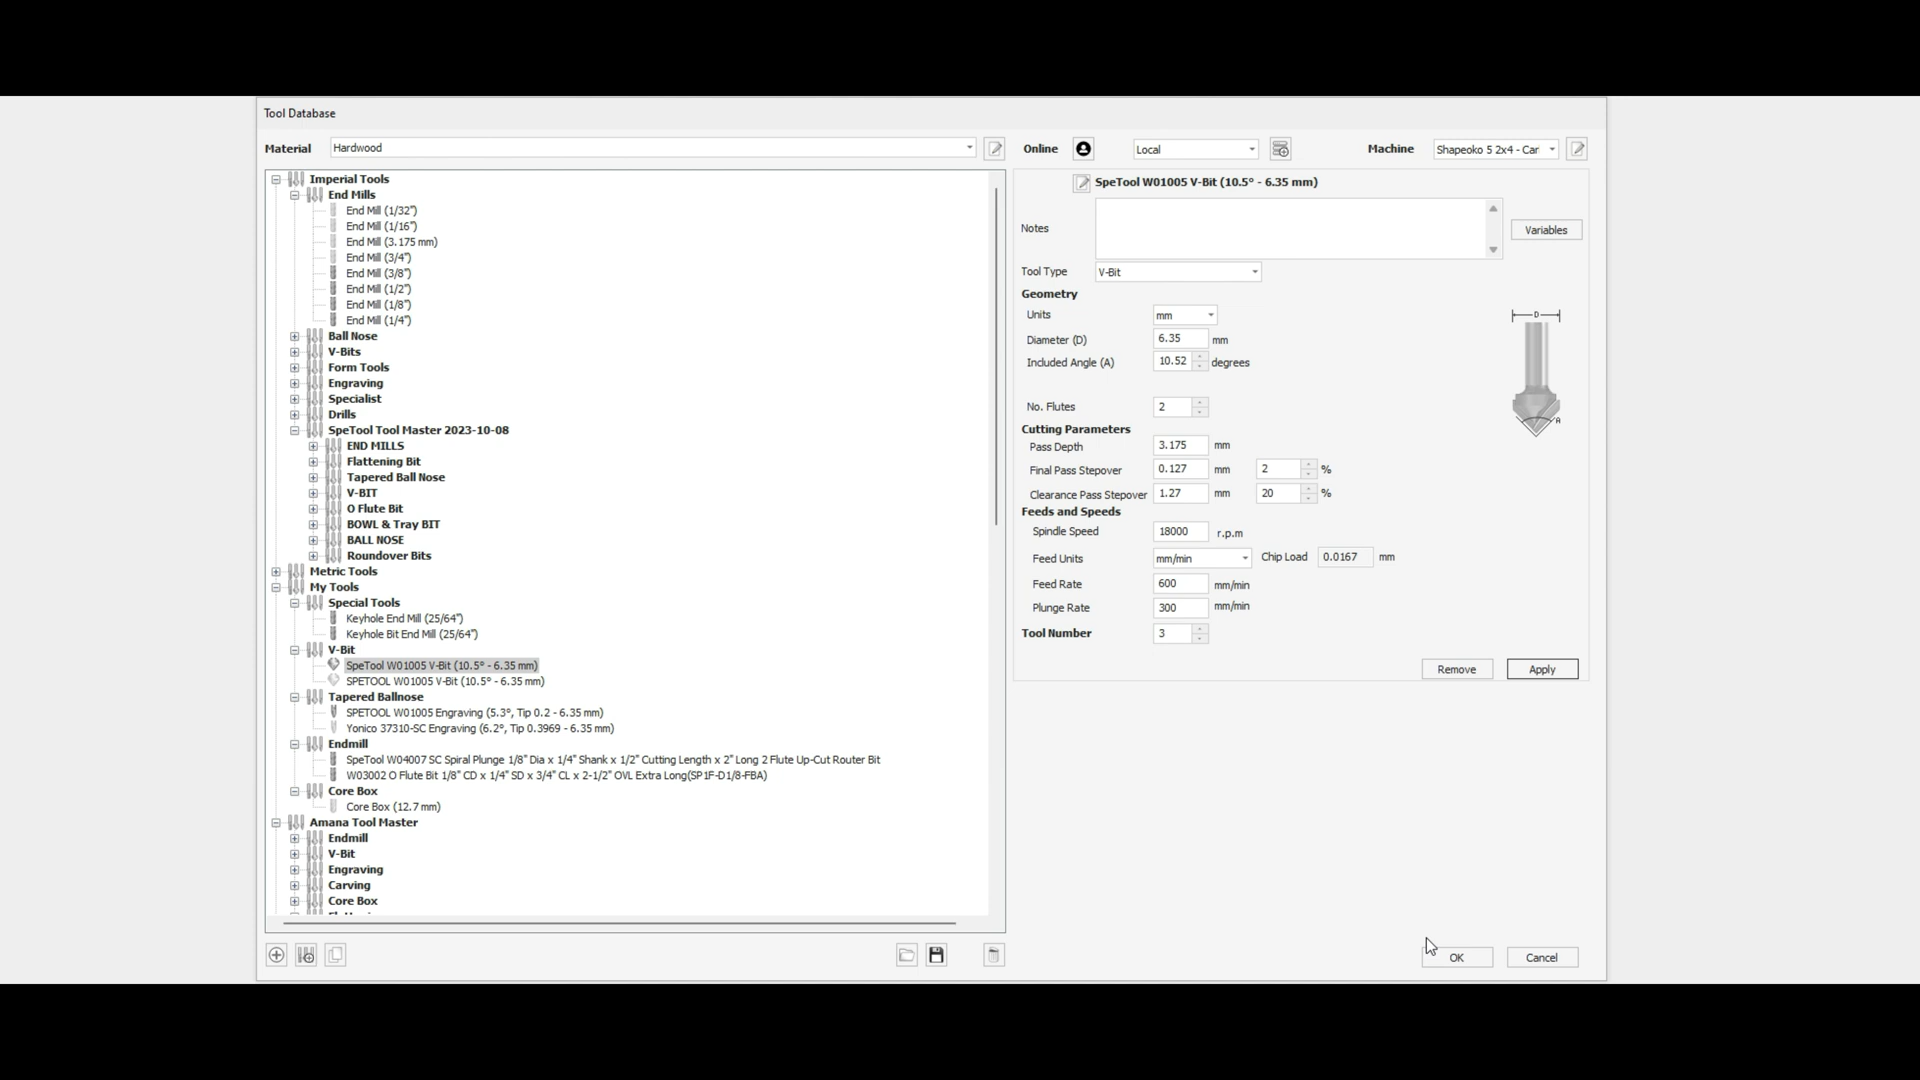 Tool Database
Material Hardwood Online Local Machine Shapeoko 5 2x4 - Car
Imperial Tools
End Mills
End Mill (1/32")
End Mill (1/16")
End Mill (3.175 mm)
End Mill (3/4")
End Mill (3/8")
End Mill (1/2")
End Mill (1/8")
End Mill (1/4")
Ball Nose
V-Bits
Form Tools
Engraving
Specialist
Drills
SpeTool Tool Master 2023-10-08
END MILLS
Flattening Bit
Tapered Ball Nose
V-BIT
O Flute Bit
BOWL & Tray BIT
BALL NOSE
Roundover Bits
Metric Tools
My Tools
Special Tools
Keyhole End Mill (25/64")
Keyhole Bit End Mill (25/64")
V-Bit
SpeTool W01005 V-Bit (10.5° - 6.35 mm)
SPETOOL W01005 V-Bit (10.5° - 6.35 mm)
Tapered Ballnose
SPETOOL W01005 Engraving (5.3°, Tip 0.2 - 6.35 mm)
Yonico 37310-SC Engraving (6.2°, Tip 0.3969 - 6.35 mm)
Endmill
SpeTool W04007 SC Spiral Plunge 1/8" Dia x 1/4" Shank x 1/2" Cutting Length x 2" Long 2 Flute Up-Cut Router Bit
W03002 O Flute Bit 1/8" CD x 1/4" SD x 3/4" CL x 2-1/2" OVL Extra Long(SP1F-D1/8-FBA)
Core Box
Core Box (12.7 mm)
Amana Tool Master
Endmill
V-Bit
Engraving
Carving
Core Box
SpeTool W01005 V-Bit (10.5° - 6.35 mm)
Notes
Variables
Tool Type V-Bit
Geometry
Units mm
Diameter (D) 6.35 mm
Included Angle (A) 10.52 degrees
D
A
No. Flutes 2
Cutting Parameters
Pass Depth 3.175 mm
Final Pass Stepover 0.127 mm 2 %
Clearance Pass Stepover 1.27 mm 20 %
Feeds and Speeds
Spindle Speed 18000 r.p.m
Feed Units mm/min Chip Load 0.0167 mm
Feed Rate 600 mm/min
Plunge Rate 300 mm/min
Tool Number 3
Remove Apply
OK Cancel